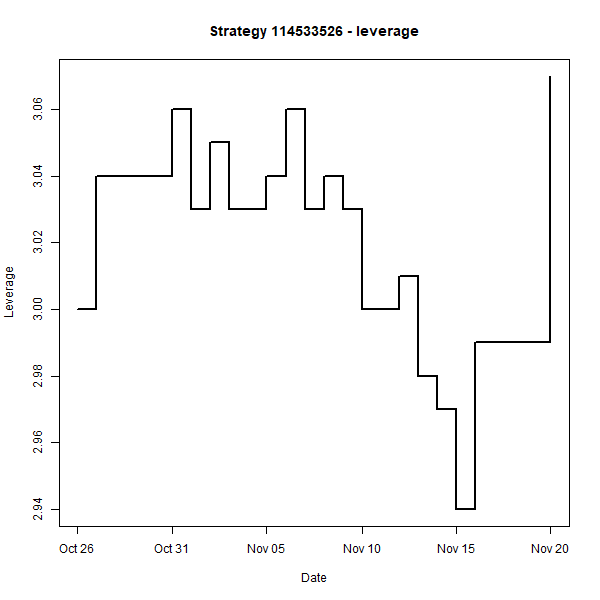 Strategy 114533526 - leverage
3.06
3.04
3.02
3.00
2.98
2.96
2.94
Leverage
Oct 26 Oct 31 Nov 05 Nov 10 Nov 15 Nov 20
Date